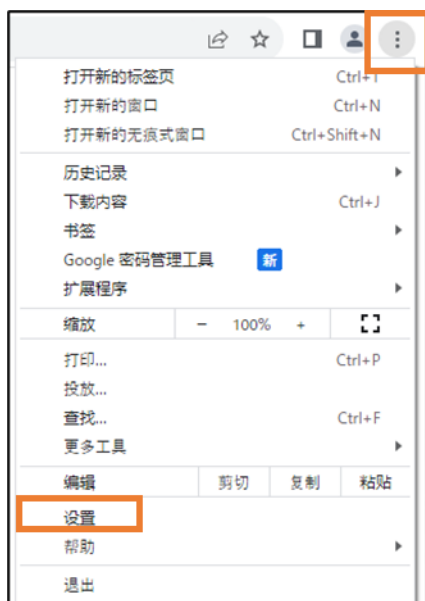 打开新的标签页 Ctrl+T
打开新的窗口 Ctrl+N
打开新的无痕式窗口 Ctrl+Shift+N
历史记录
下载内容 Ctrl+J
书签
Google 密码管理工具 新
扩展程序
缩放 - 100% +
打印... Ctrl+P
投放...
查找... Ctrl+F
更多工具
编辑 剪切 复制 粘贴
设置
帮助
退出